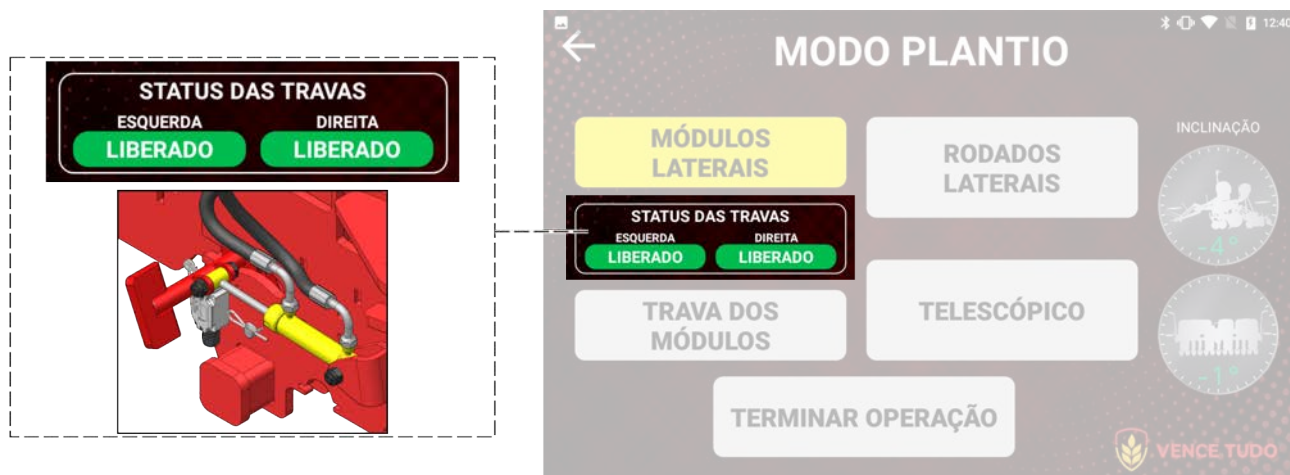 STATUS DAS TRAVAS
ESQUERDA DIREITA
LIBERADO LIBERADO
12:40
MODO PLANTIO
MÓDULOS
LATERAIS
RODADOS
LATERAIS
INCLINAÇÃO
STATUS DAS TRAVAS
ESQUERDA DIREITA
LIBERADO LIBERADO
-4°
TRAVA DOS
MÓDULOS
TELESCÓPICO
-1°
TERMINAR OPERAÇÃO
VENCE TUDO